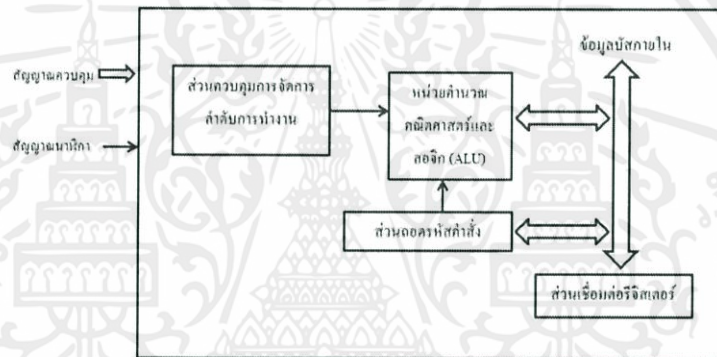 ข้อมูลบัสภายใน
สัญญาณควบคุม
ส่วนควบคุมการจัดการ
ลำดับการทำงาน
หน่วยคำนวณ
คณิตศาสตร์และ
ลอจิก (ALU)
สัญญาณนาฬิกา
ส่วนถอดรหัสคำสั่ง
ส่วนเชื่อมต่อรีจิสเตอร์